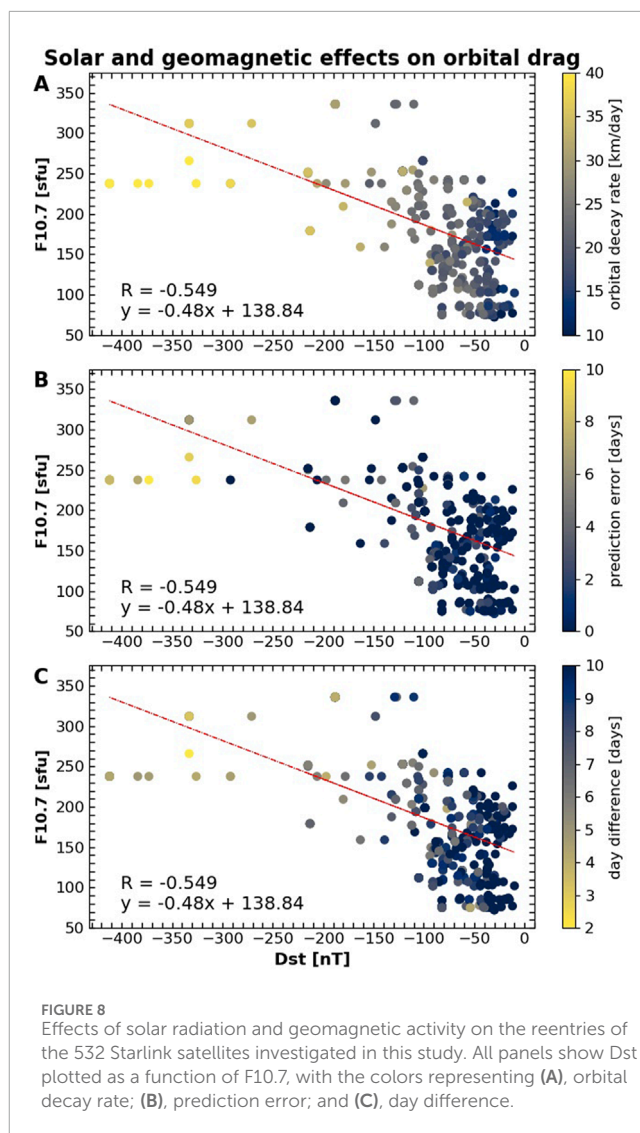 Solar and geomagnetic effects on orbital drag
A
350
300
250
200
150
100
50
F10.7 [sfu]
R = -0.549
y = -0.48x + 138.84
−400 −350 −300 −250 −200 −150 −100 −50 0
40
35
30
25
20
15
10
orbital decay rate [km/day]
B
350
300
250
200
150
100
50
F10.7 [sfu]
R = -0.549
y = -0.48x + 138.84
−400 −350 −300 −250 −200 −150 −100 −50 0
10
8
6
4
2
0
prediction error [days]
C
350
300
250
200
150
100
50
F10.7 [sfu]
R = -0.549
y = -0.48x + 138.84
−400 −350 −300 −250 −200 −150 −100 −50 0
Dst [nT]
10
9
8
7
6
5
4
3
2
day difference [days]
FIGURE 8
Effects of solar radiation and geomagnetic activity on the reentries of
the 532 Starlink satellites investigated in this study. All panels show Dst
plotted as a function of F10.7, with the colors representing (A), orbital
decay rate; (B), prediction error; and (C), day difference.